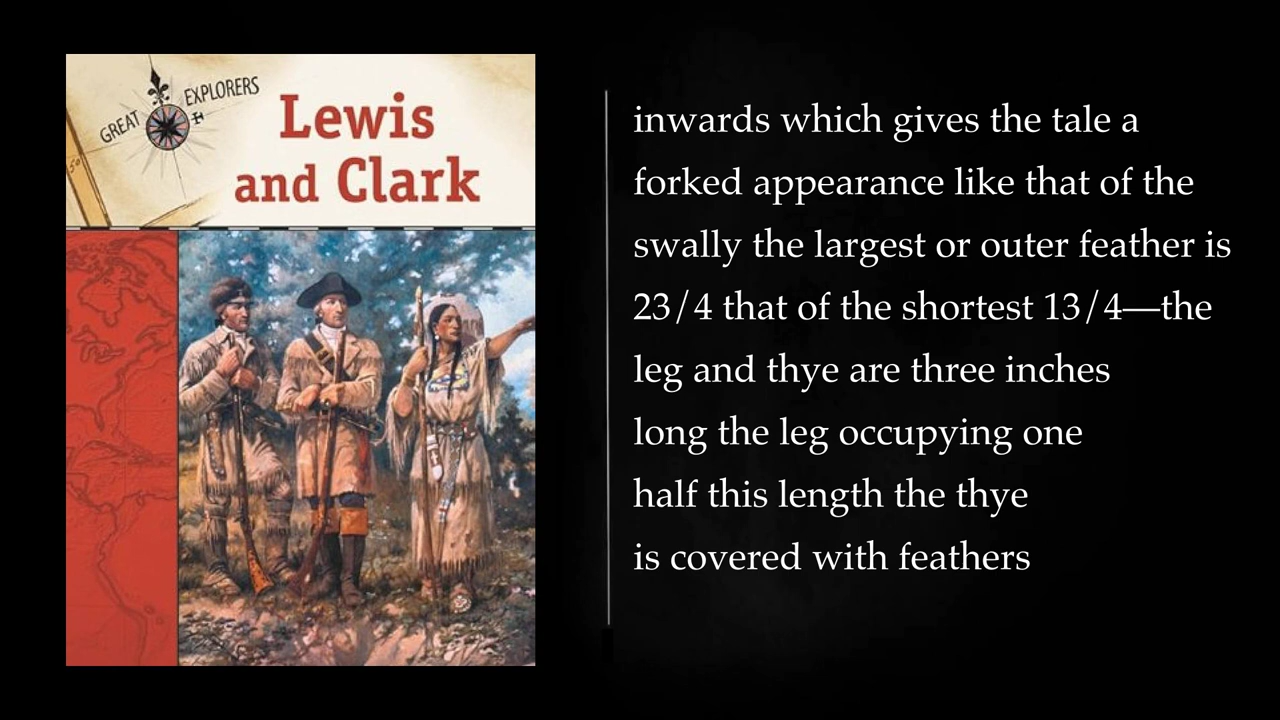 GREAT EXPLORERS
Lewis
and Clark
50
inwards which gives the tale a
forked appearance like that of the
swally the largest or outer feather is
23/4 that of the shortest 13/4—the
leg and thye are three inches
long the leg occupying one
half this length the thye
is covered with feathers